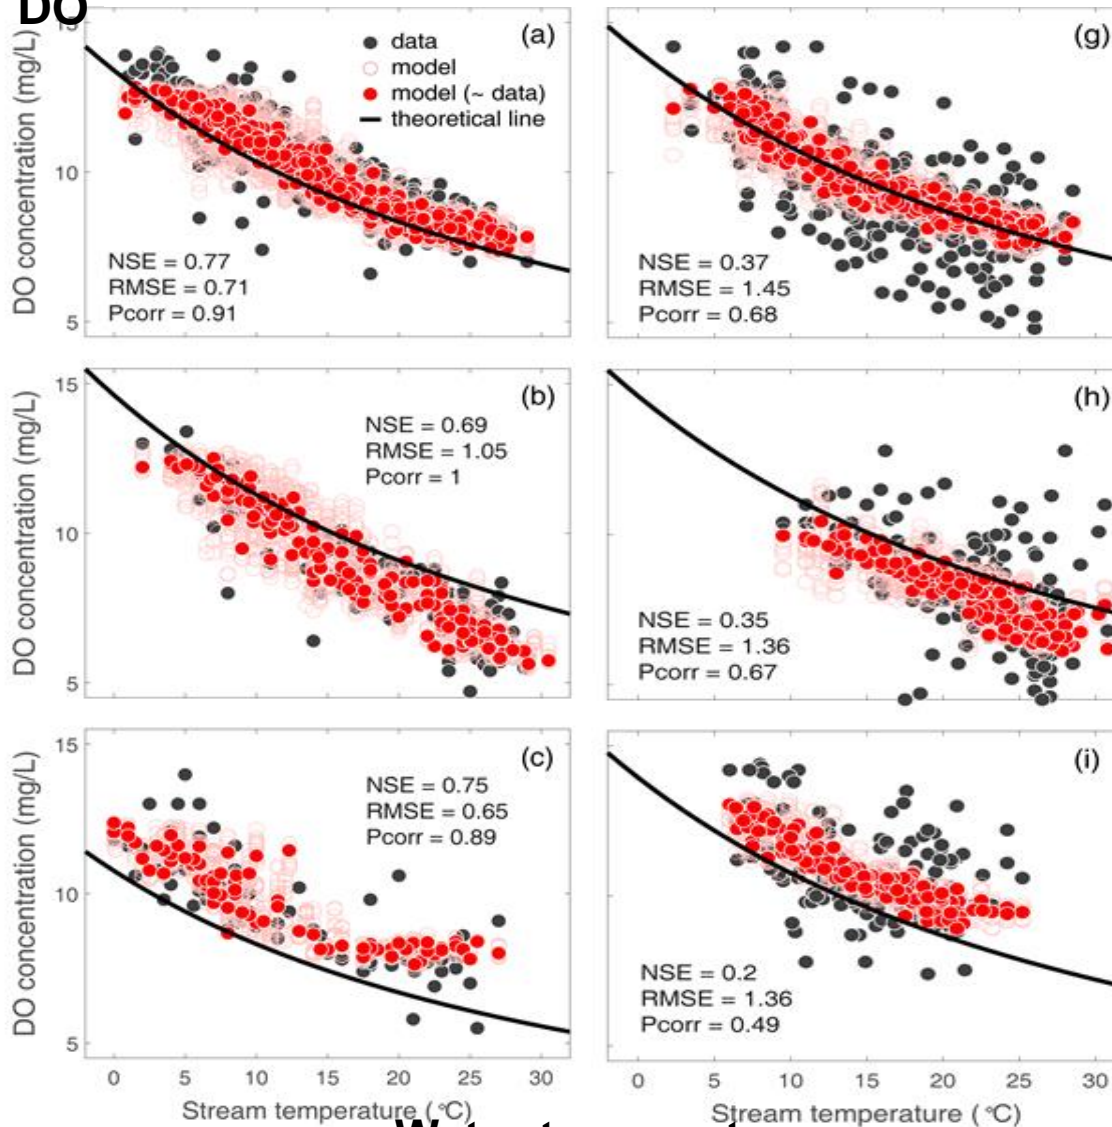 DO
DO concentration (mg/L)
15
10
5
(a)
data
model
model (~ data)
theoretical line
NSE = 0.77
RMSE = 0.71
Pcorr = 0.91
(g)
NSE = 0.37
RMSE = 1.45
Pcorr = 0.68
DO concentration (mg/L)
15
10
5
(b)
NSE = 0.69
RMSE = 1.05
Pcorr = 1
(h)
NSE = 0.35
RMSE = 1.36
Pcorr = 0.67
DO concentration (mg/L)
15
10
5
(c)
NSE = 0.75
RMSE = 0.65
Pcorr = 0.89
(i)
NSE = 0.2
RMSE = 1.36
Pcorr = 0.49
0 5 10 15 20 25 30
Stream temperature (°C)
0 5 10 15 20 25 30
Stream temperature (°C)